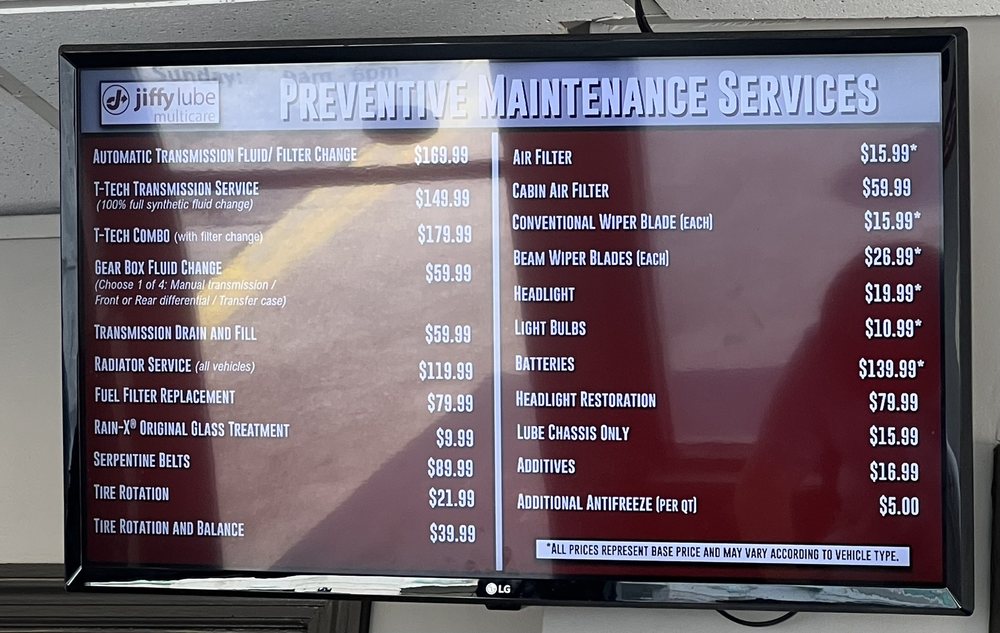 Sunday: 9am 6pm
jiffy lube
multicare
PREVENTIVE MAINTENANCE SERVICES
AUTOMATIC TRANSMISSION FLUID/ FILTER CHANGE $169.99
T-TECH TRANSMISSION SERVICE $149.99
(100% full synthetic fluid change)
T-TECH COMBO (with filter change) $179.99
GEAR BOX FLUID CHANGE $59.99
(Choose 1 of 4: Manual transmission /
Front or Rear differential / Transfer case)
TRANSMISSION DRAIN AND FILL $59.99
RADIATOR SERVICE (all vehicles) $119.99
FUEL FILTER REPLACEMENT $79.99
RAIN-X® ORIGINAL GLASS TREATMENT $9.99
SERPENTINE BELTS $89.99
TIRE ROTATION $21.99
TIRE ROTATION AND BALANCE $39.99
AIR FILTER $15.99*
CABIN AIR FILTER $59.99
CONVENTIONAL WIPER BLADE (EACH) $15.99*
BEAM WIPER BLADES (EACH) $26.99*
HEADLIGHT $19.99*
LIGHT BULBS $10.99*
BATTERIES $139.99*
HEADLIGHT RESTORATION $79.99
LUBE CHASSIS ONLY $15.99
ADDITIVES $16.99
ADDITIONAL ANTIFREEZE (PER QT) $5.00
*ALL PRICES REPRESENT BASE PRICE AND MAY VARY ACCORDING TO VEHICLE TYPE.
LG